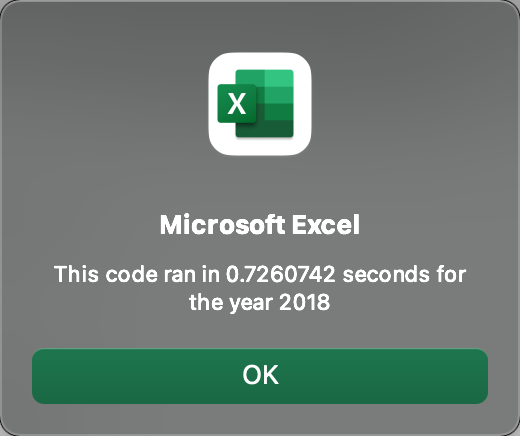 X
Microsoft Excel
This code ran in 0.7260742 seconds for
the year 2018
OK